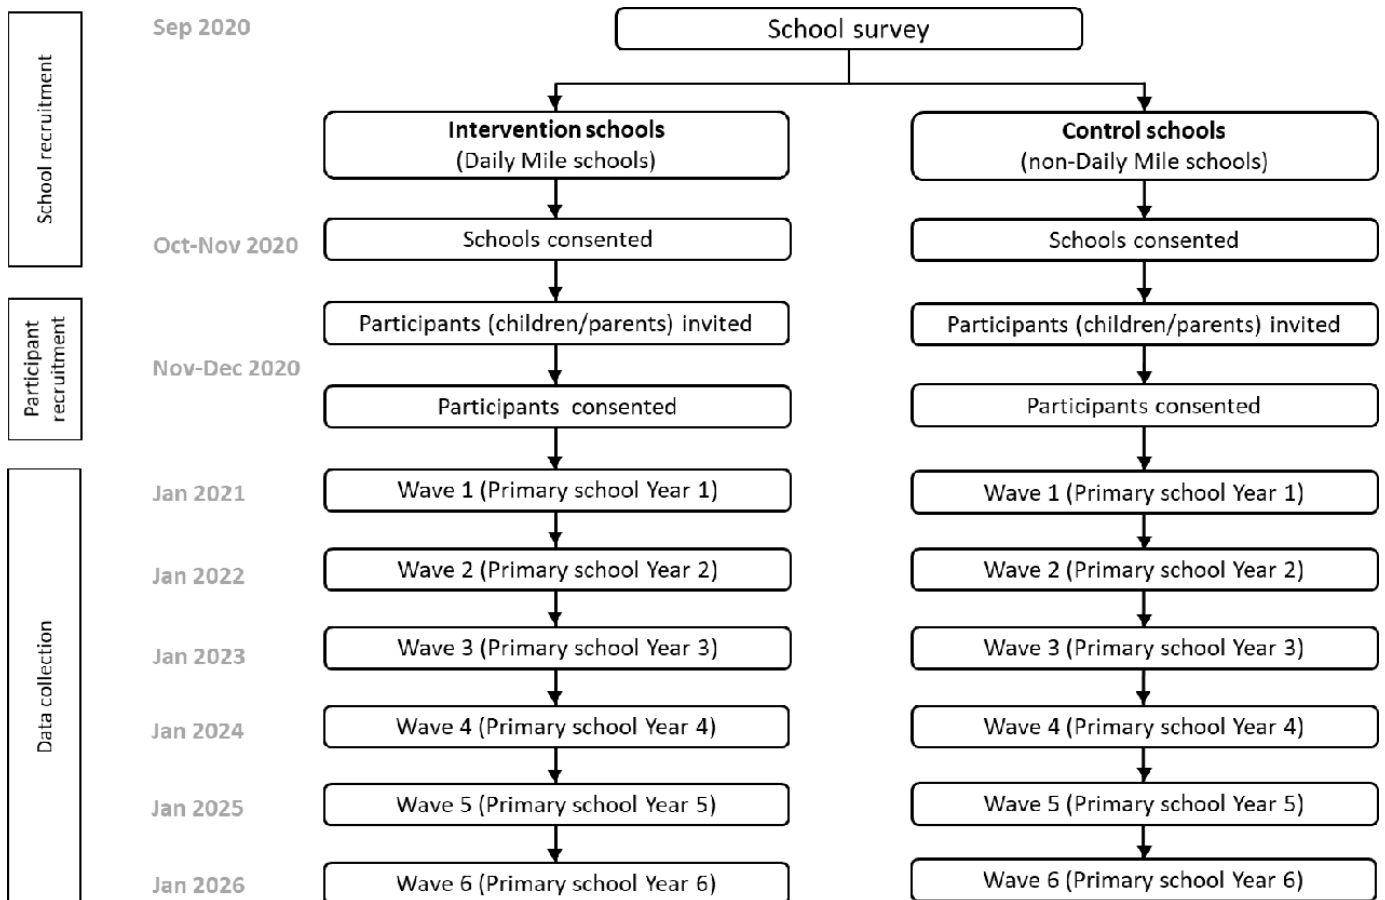 School recruitment
Sep 2020
School survey
Intervention schools
(Daily Mile schools)
Control schools
(non-Daily Mile schools)
Oct-Nov 2020
Schools consented
Schools consented
Participant
recruitment
Participants (children/parents) invited
Participants (children/parents) invited
Nov-Dec 2020
Participants consented
Participants consented
Data collection
Jan 2021
Wave 1 (Primary school Year 1)
Wave 1 (Primary school Year 1)
Jan 2022
Wave 2 (Primary school Year 2)
Wave 2 (Primary school Year 2)
Jan 2023
Wave 3 (Primary school Year 3)
Wave 3 (Primary school Year 3)
Jan 2024
Wave 4 (Primary school Year 4)
Wave 4 (Primary school Year 4)
Jan 2025
Wave 5 (Primary school Year 5)
Wave 5 (Primary school Year 5)
Jan 2026
Wave 6 (Primary school Year 6)
Wave 6 (Primary school Year 6)